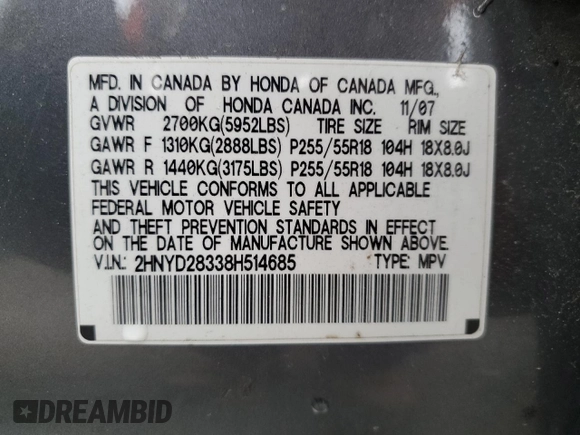 MFD. IN CANADA BY HONDA OF CANADA MFG.,
A DIVISION OF HONDA CANADA INC. 11/07
GVWR 2700KG(5952LBS) TIRE SIZE RIM SIZE
GAWR F 1310KG(2888LBS) P255/55R18 104H 18X8.0J
GAWR R 1440KG(3175LBS) P255/55R18 104H 18X8.0J
THIS VEHICLE CONFORMS TO ALL APPLICABLE
FEDERAL MOTOR VEHICLE SAFETY
AND THEFT PREVENTION STANDARDS IN EFFECT ON
THE DATE OF MANUFACTURE SHOWN ABOVE.
V.I.N.: 2HNYD28338H514685 TYPE: MPV
DREAMBID